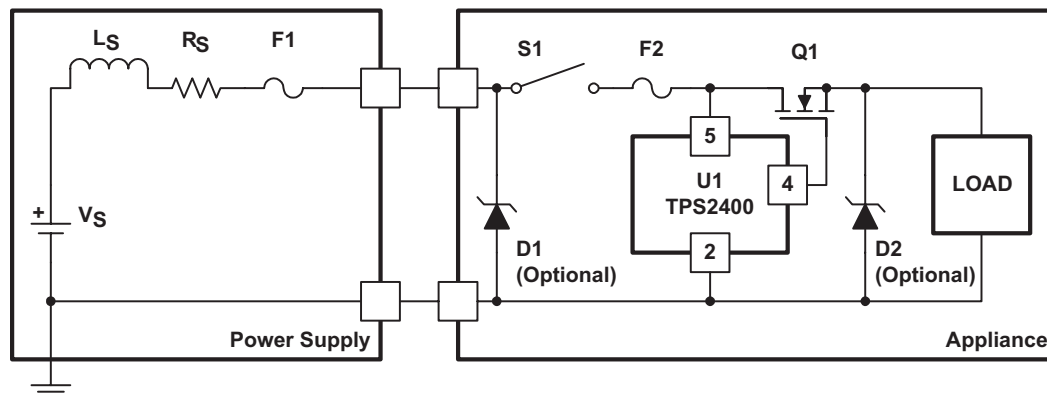 LS
RS
F1
S1
F2
Q1
5
4
U1
TPS2400
LOAD
+
VS
2
D1
(Optional)
D2
(Optional)
Power Supply
Appliance